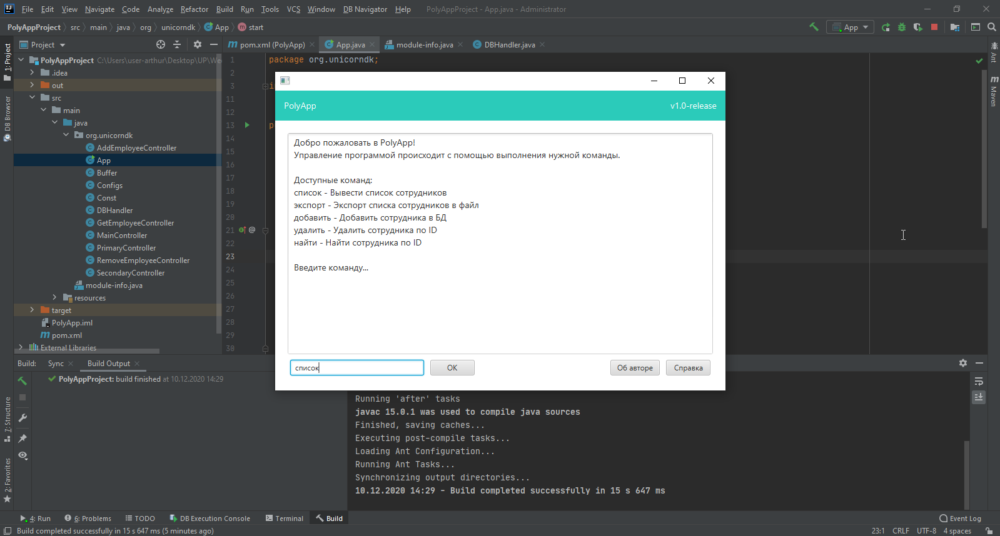 File Edit View Navigate Code Analyze Refactor Build Run Tools VCS Window DB Navigator Help PolyAppProject - App.java - Administrator
PolyAppProject src main java org unicorndk App start
App
Project
pom.xml (PolyApp) App.java module-info.java DBHandler.java
1: Project
DB Browser
7: Structure
2: Favorites
Ant
Maven
PolyAppProject C:\Users\user-arthur\Desktop\UP\We
.idea
out
src
main
java
org.unicorndk
AddEmployeeController
App
Buffer
Configs
Const
DBHandler
GetEmployeeController
MainController
PrimaryController
RemoveEmployeeController
SecondaryController
module-info.java
resources
target
PolyApp.iml
pom.xml
External Libraries
1 package org.unicorndk;
2
3
11
12
13
14
15
16
17
18
19
20
21 @
22
23
24
25
26
27
28
29
30
PolyApp v1.0-release
Добро пожаловать в PolyApp!
Управление программой происходит с помощью выполнения нужной команды.
Доступные команд:
список - Вывести список сотрудников
экспорт - Экспорт списка сотрудников в файл
добавить - Добавить сотрудника в БД
удалить - Удалить сотрудника по ID
найти - Найти сотрудника по ID
Введите команду...
список OK Об авторе Справка
Build: Sync Build Output
PolyAppProject: build finished at 10.12.2020 14:29
Running 'after' tasks
javac 15.0.1 was used to compile java sources
Finished, saving caches...
Executing post-compile tasks...
Loading Ant Configuration...
Running Ant Tasks...
Synchronizing output directories...
10.12.2020 14:29 - Build completed successfully in 15 s 647 ms
4: Run 6: Problems TODO DB Execution Console Terminal Build Event Log
Build completed successfully in 15 s 647 ms (5 minutes ago) 23:1 CRLF UTF-8 4 spaces